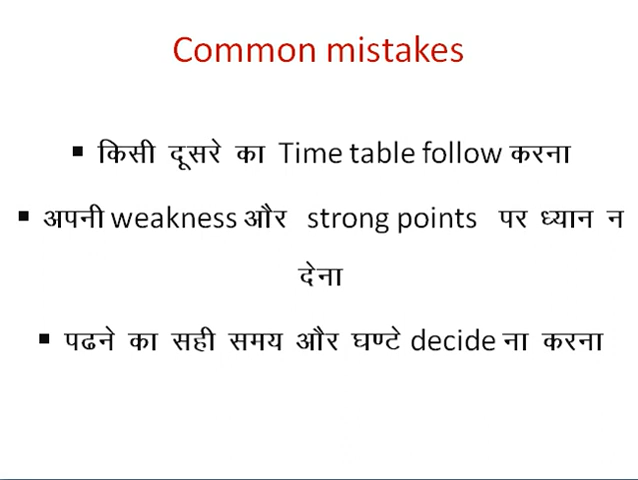 Common mistakes
▪ किसी दूसरे का Time table follow करना
▪ अपनी weakness और strong points पर ध्यान न
देना
▪ पढने का सही समय और घण्टे decide ना करना